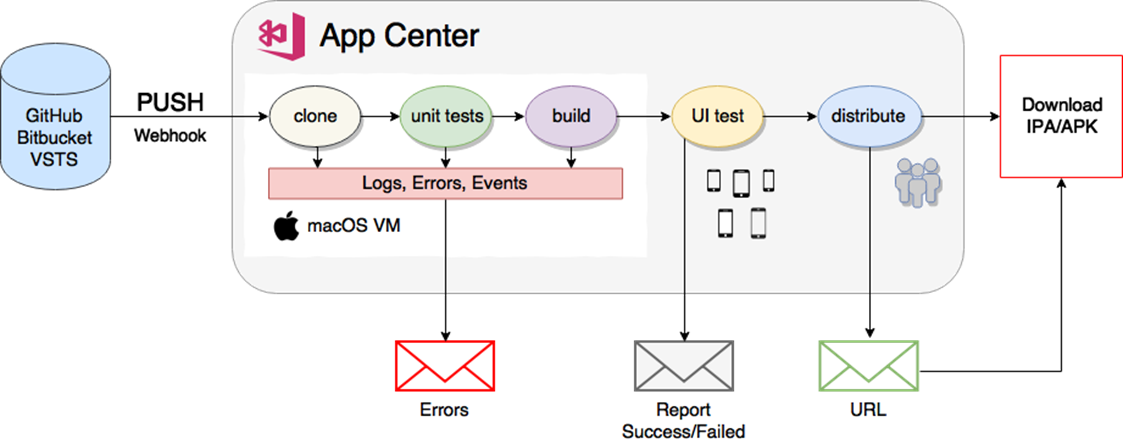 App Center
GitHub
Bitbucket
VSTS
PUSH
Webhook
clone
unit tests
build
UI test
distribute
Download
IPA/APK
Logs, Errors, Events
macOS VM
Errors
Report
Success/Failed
URL